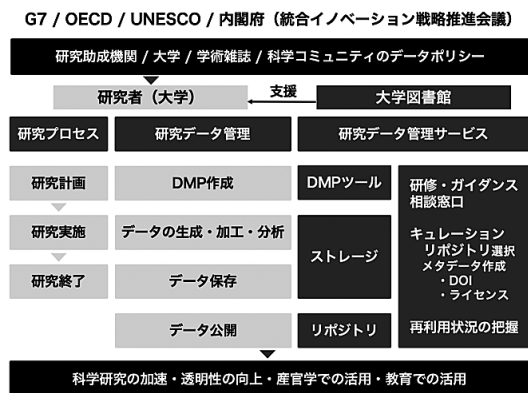 G7 / OECD / UNESCO / 内閣府（統合イノベーション戦略推進会議）
研究助成機関 / 大学 / 学術雑誌 / 科学コミュニティのデータポリシー
研究者（大学）
支援
大学図書館
研究プロセス
研究データ管理
研究データ管理サービス
研究計画
DMP作成
DMPツール
研究実施
データの生成・加工・分析
ストレージ
研究終了
データ保存
データ公開
リポジトリ
研修・ガイダンス
相談窓口
キュレーション
リポジトリ選択
メタデータ作成
・DOI
・ライセンス
再利用状況の把握
科学研究の加速・透明性の向上・産官学での活用・教育での活用